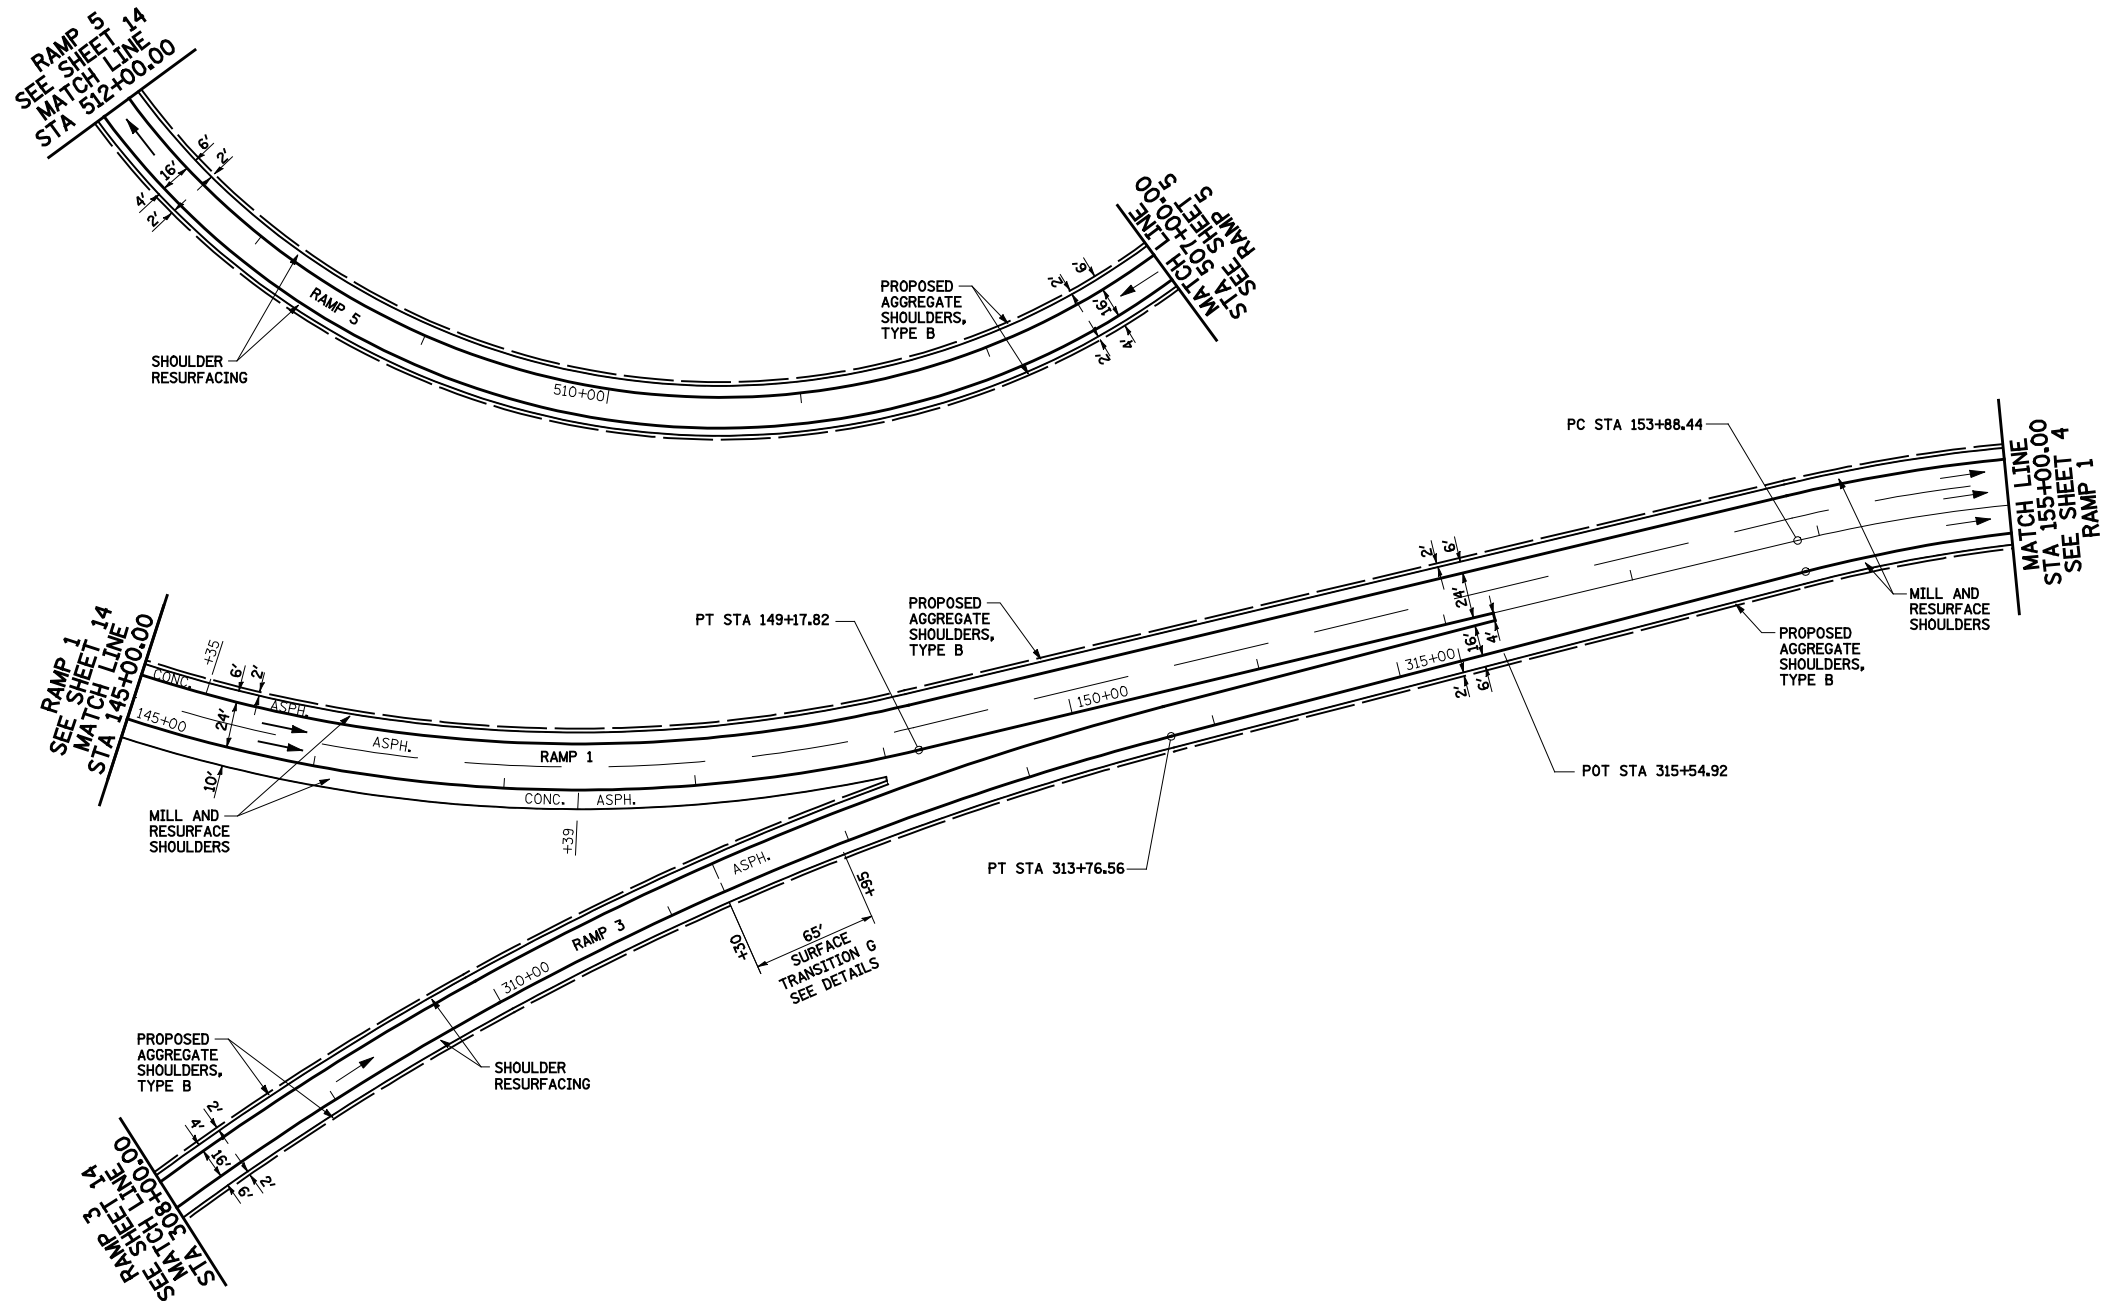 RAMP 5
SEE SHEET 14
MATCH LINE
STA 512+00.00
6'
2'
16'
4'
2'
RAMP 5
SHOULDER
RESURFACING
510+00
PROPOSED
AGGREGATE
SHOULDERS,
TYPE B
2'
6'
16'
4'
2'
MATCH LINE
STA 507+00.00
SEE SHEET 5
RAMP 5
PC STA 153+88.44
MATCH LINE
STA 155+00.00
SEE SHEET 4
RAMP 1
RAMP 1
SEE SHEET 14
MATCH LINE
STA 145+00.00
CONC.
+35
6'
2'
ASPH.
145+00
24'
10'
ASPH.
RAMP 1
CONC.
ASPH.
+39
MILL AND
RESURFACE
SHOULDERS
PT STA 149+17.82
PROPOSED
AGGREGATE
SHOULDERS,
TYPE B
150+00
2'
6'
24'
16'
4'
315+00
2'
6'
MILL AND
RESURFACE
SHOULDERS
PROPOSED
AGGREGATE
SHOULDERS,
TYPE B
POT STA 315+54.92
PT STA 313+76.56
ASPH.
+95
+30
65'
SURFACE
TRANSITION G
SEE DETAILS
RAMP 3
310+00
SHOULDER
RESURFACING
PROPOSED
AGGREGATE
SHOULDERS,
TYPE B
2'
4'
16'
6'
2'
RAMP 3
SEE SHEET 14
MATCH LINE
STA 308+00.00